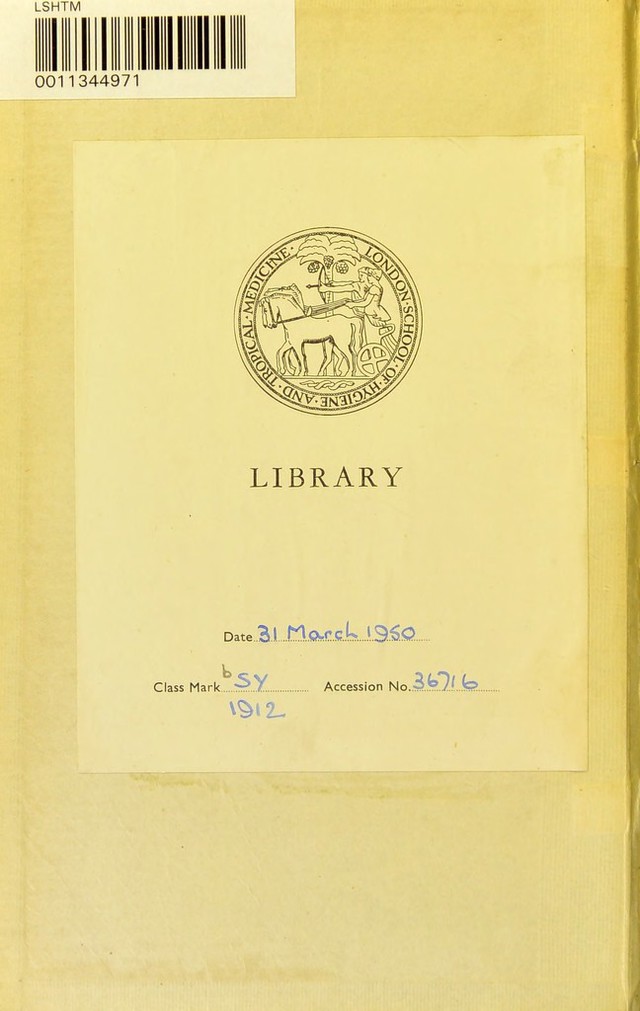 LSHTM
0011344971
LONDON·SCHOOL·OF·HYGIENE·AND·TROPICAL·MEDICINE·
LIBRARY
Date 31 March 1950
Class Mark b SY Accession No. 36716
1912